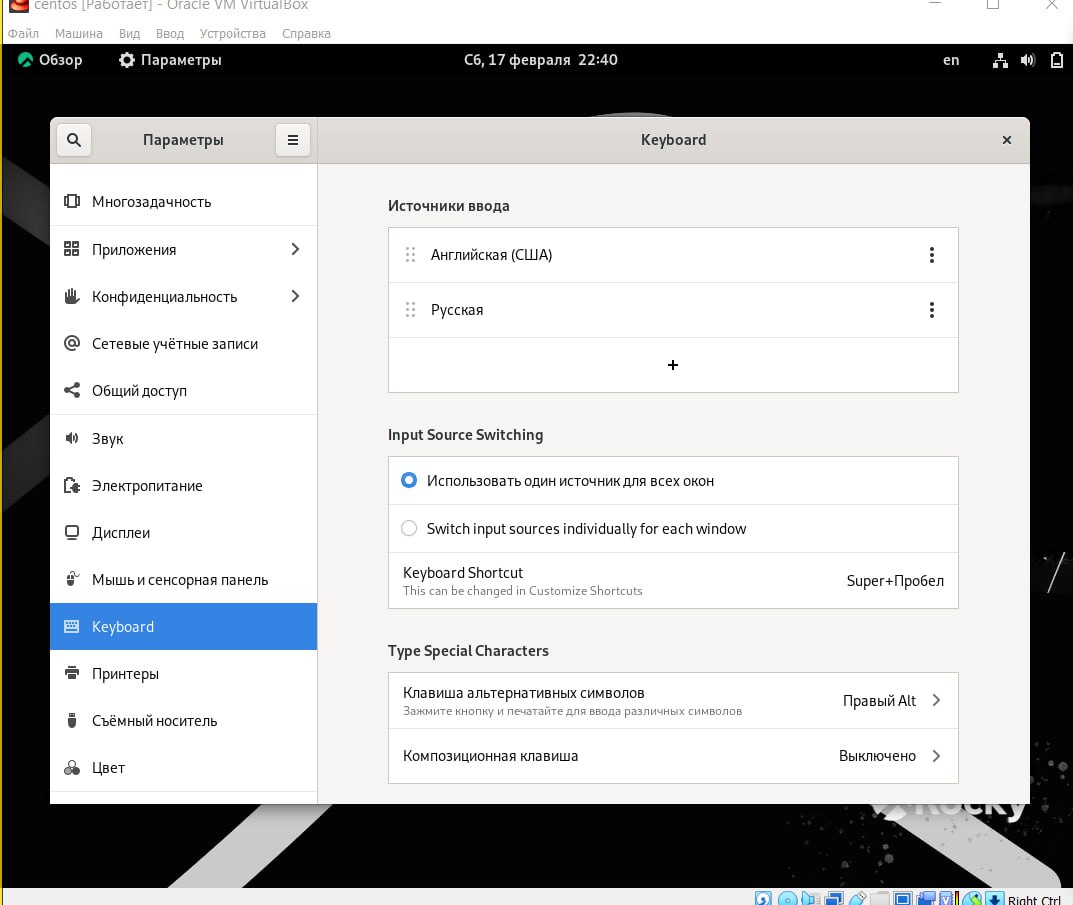 centos [Работает] - Oracle VM VirtualBox
Файл Машина Вид Ввод Устройства Справка
Обзор Параметры Сб, 17 февраля 22:40 en
Параметры Keyboard
Многозадачность
Приложения
Конфиденциальность
Сетевые учётные записи
Общий доступ
Звук
Электропитание
Дисплеи
Мышь и сенсорная панель
Keyboard
Принтеры
Съёмный носитель
Цвет
Источники ввода
Английская (США)
Русская
+
Input Source Switching
Использовать один источник для всех окон
Switch input sources individually for each window
Keyboard Shortcut
This can be changed in Customize Shortcuts
Super+Пробел
Type Special Characters
Клавиша альтернативных символов
Зажмите кнопку и печатайте для ввода различных символов
Правый Alt
Композиционная клавиша
Выключено
Rocky
Right Ctrl